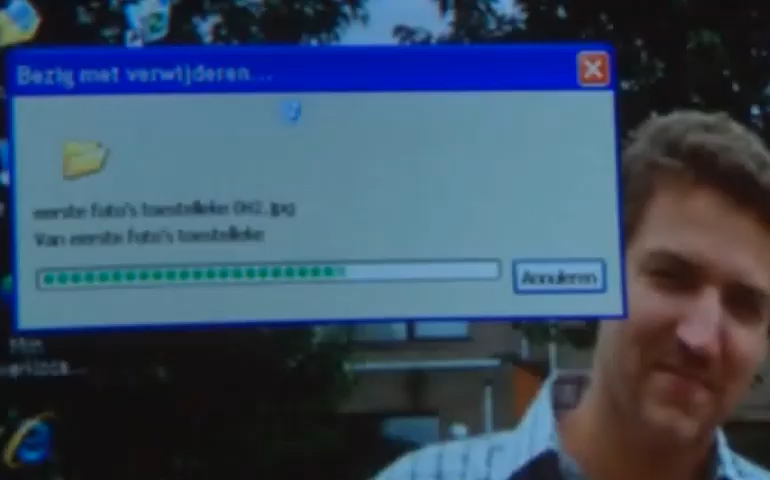 Bezig met verwijderen...
eerste foto's toestelleke 062.jpg
Van eerste foto's toestelleke
Annuleren